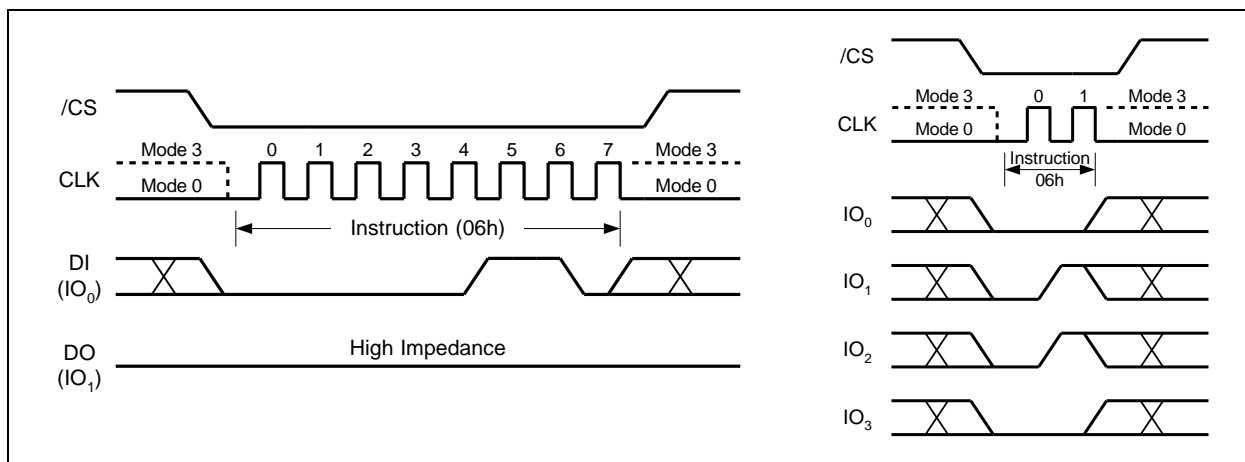 /CS
Mode 3 0 1 2 3 4 5 6 7 Mode 3
CLK
Mode 0 Mode 0
Instruction (06h)
DI
(IO₀)
High Impedance
DO
(IO₁)
/CS
Mode 3 0 1 Mode 3
CLK
Mode 0 Mode 0
Instruction
06h
IO₀
IO₁
IO₂
IO₃